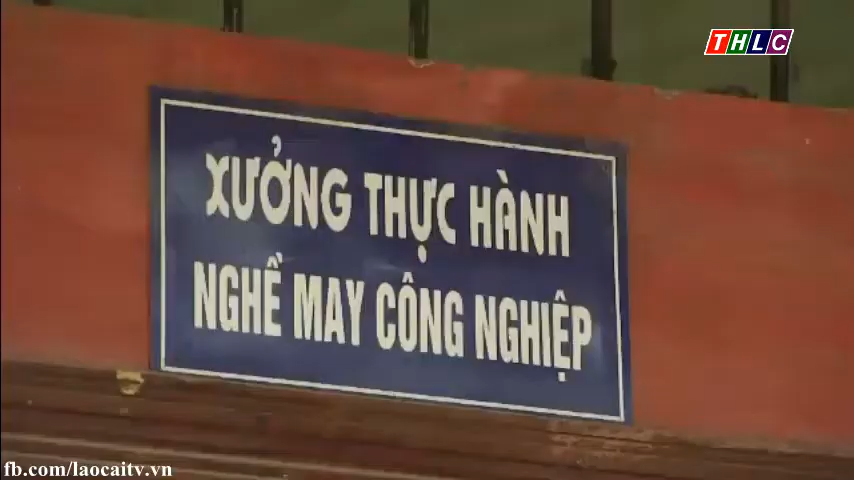 THLC
XƯỞNG THỰC HÀNH
NGHỀ MAY CÔNG NGHIỆP
fb.com/laocaitv.vn